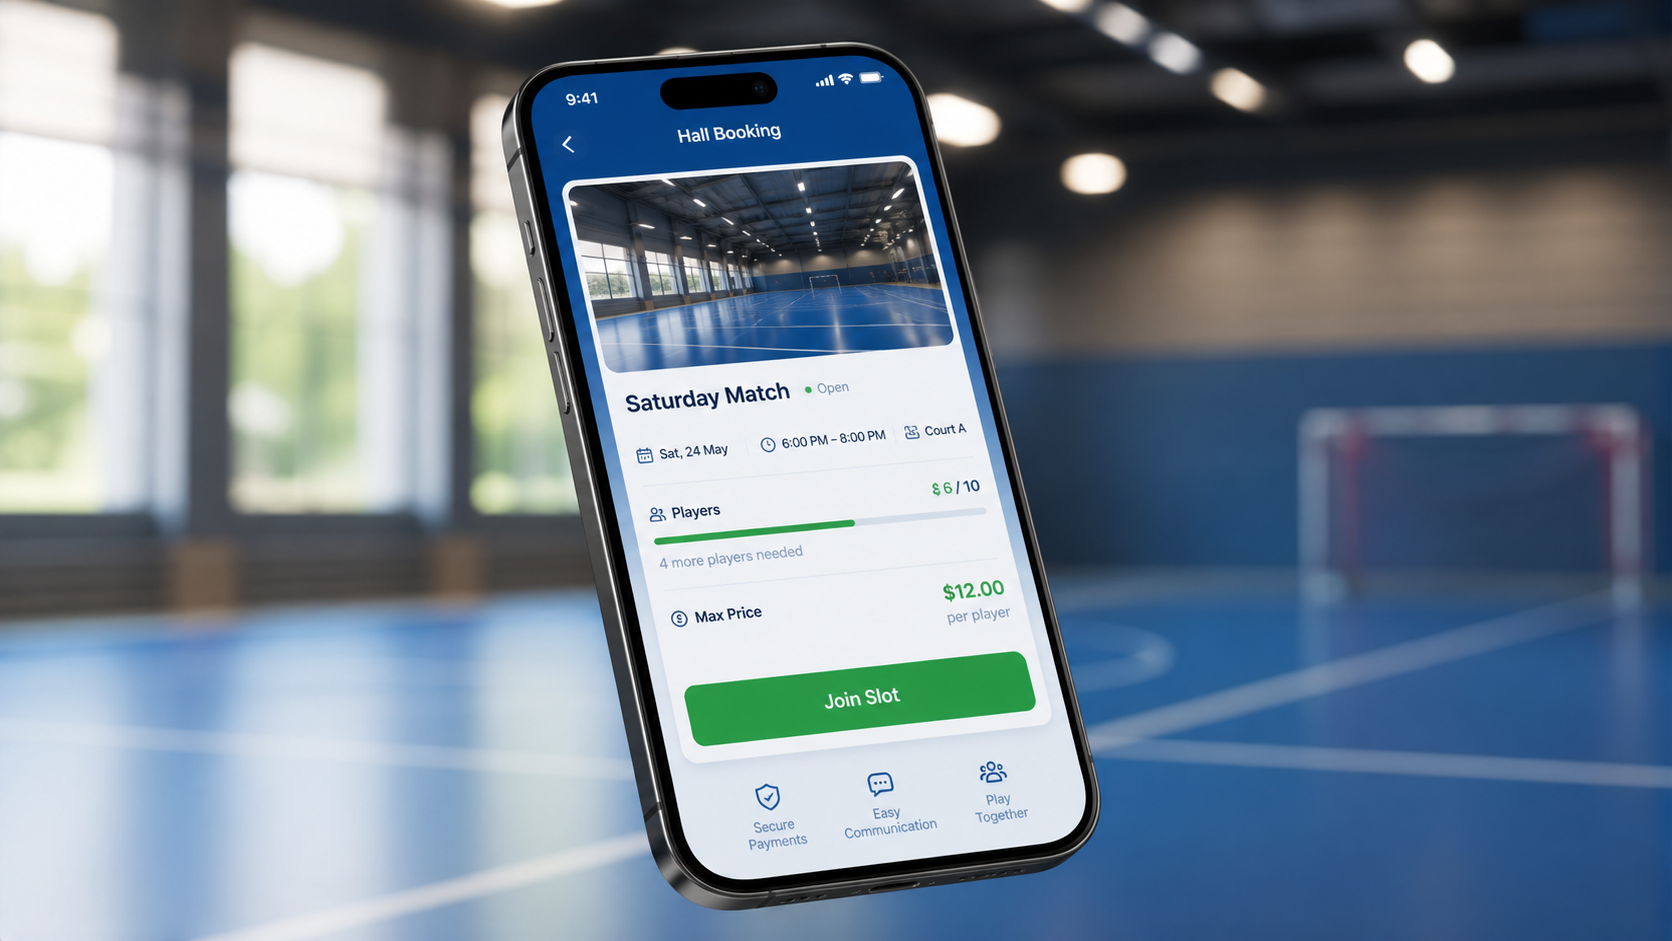 9:41
Hall Booking
Saturday Match
Open
Sat, 24 May
6:00 PM – 8:00 PM
Court A
Players
$ 6 / 10
4 more players needed
Max Price
$12.00
per player
Join Slot
Secure
Payments
Easy
Communication
Play
Together